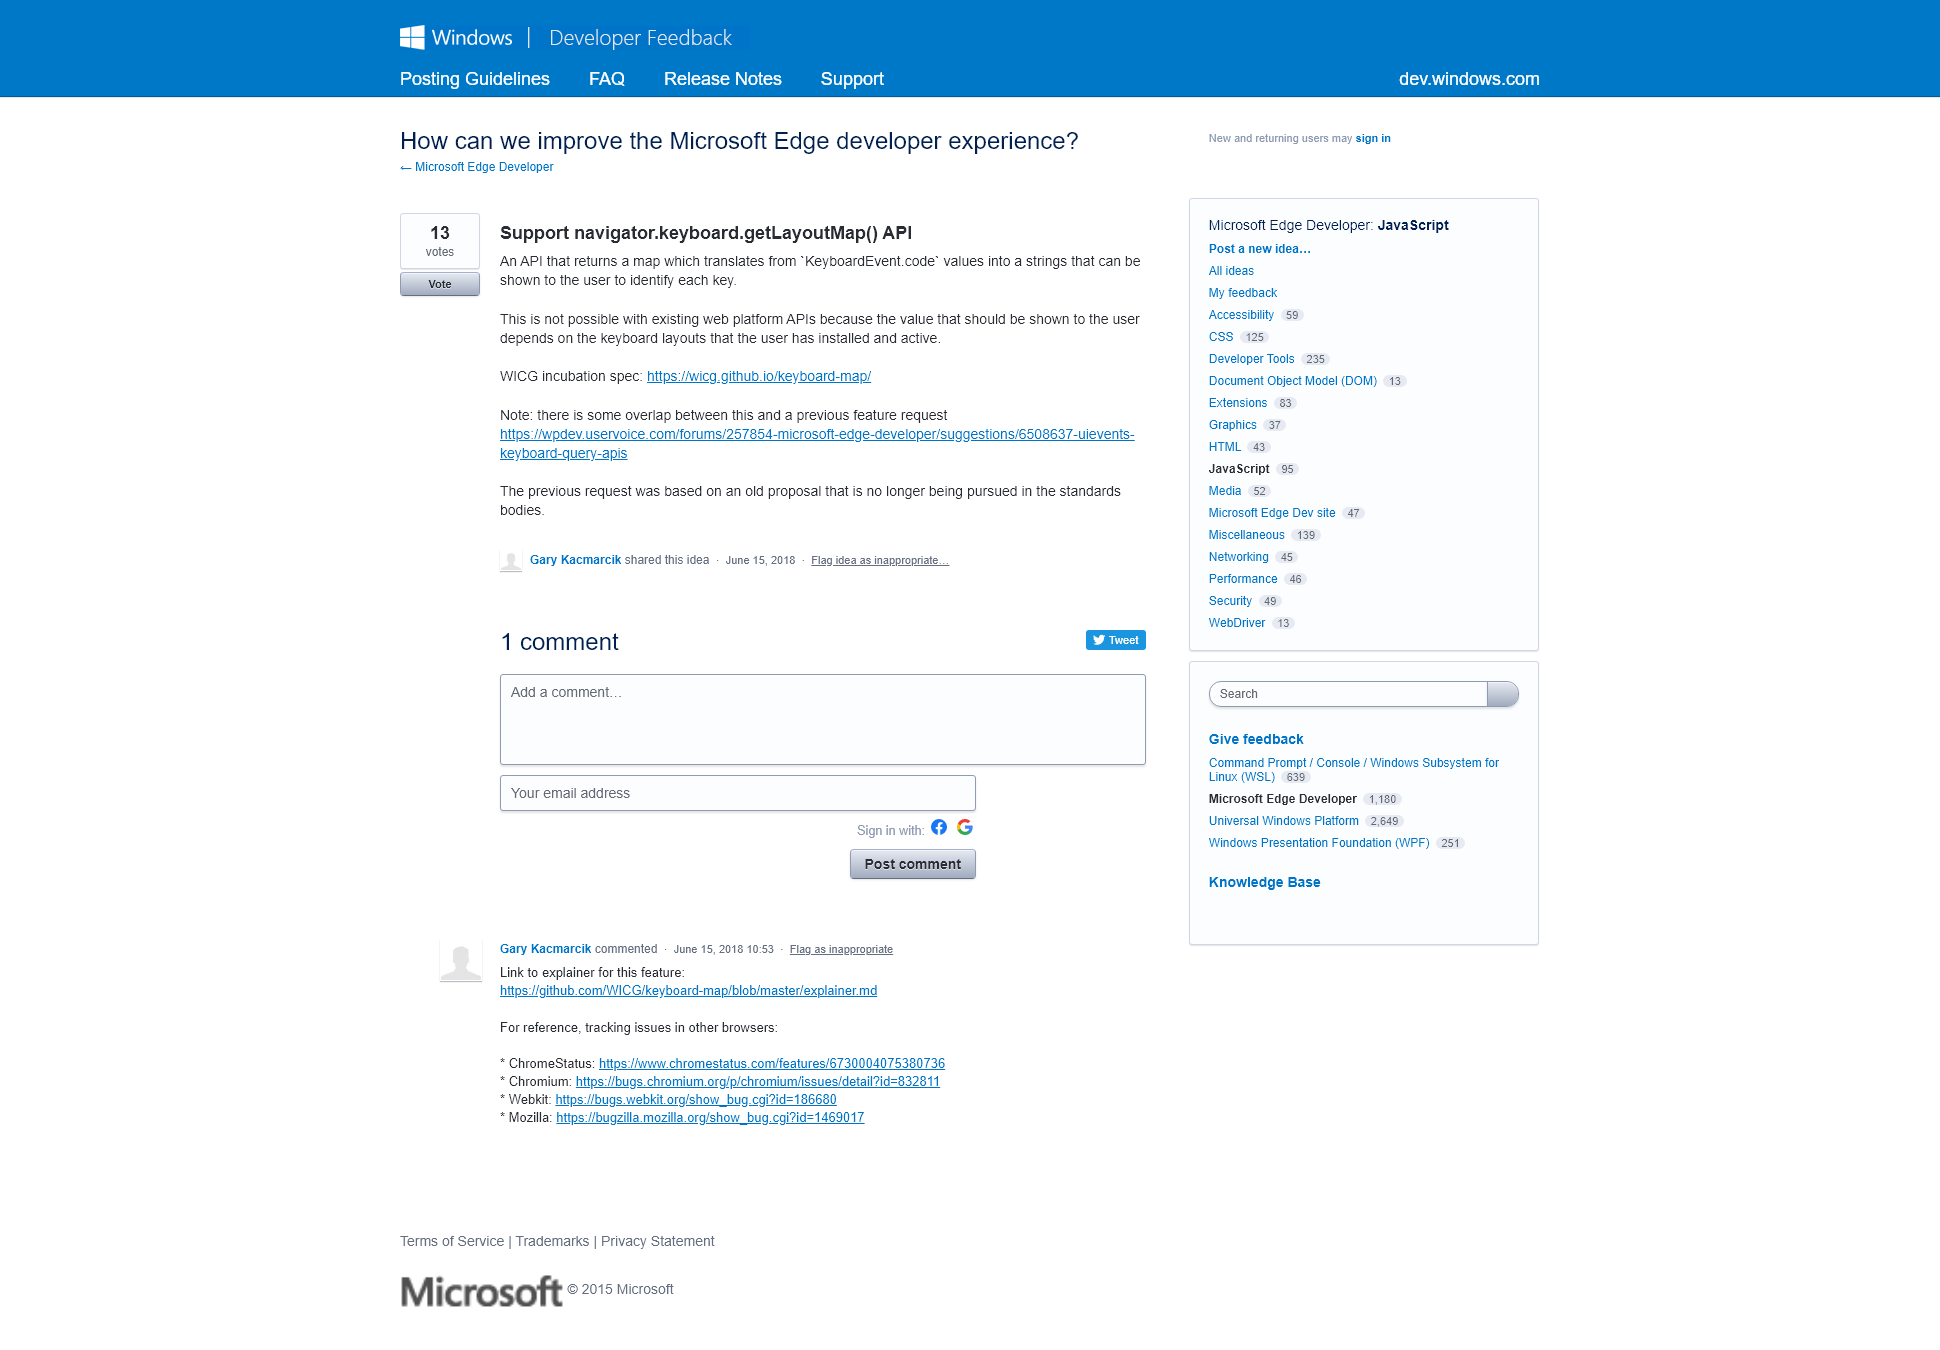 Windows | Developer Feedback
Posting Guidelines FAQ Release Notes Support dev.windows.com
How can we improve the Microsoft Edge developer experience?
← Microsoft Edge Developer
New and returning users may sign in
13
votes
Vote
Support navigator.keyboard.getLayoutMap() API
An API that returns a map which translates from `KeyboardEvent.code` values into a strings that can be
shown to the user to identify each key.
This is not possible with existing web platform APIs because the value that should be shown to the user
depends on the keyboard layouts that the user has installed and active.
WICG incubation spec: https://wicg.github.io/keyboard-map/
Note: there is some overlap between this and a previous feature request
https://wpdev.uservoice.com/forums/257854-microsoft-edge-developer/suggestions/6508637-uievents-
keyboard-query-apis
The previous request was based on an old proposal that is no longer being pursued in the standards
bodies.
Gary Kacmarcik shared this idea · June 15, 2018 · Flag idea as inappropriate…
1 comment
Tweet
Add a comment…
Your email address
Sign in with:
Post comment
Gary Kacmarcik commented · June 15, 2018 10:53 · Flag as inappropriate
Link to explainer for this feature:
https://github.com/WICG/keyboard-map/blob/master/explainer.md
For reference, tracking issues in other browsers:
* ChromeStatus: https://www.chromestatus.com/features/6730004075380736
* Chromium: https://bugs.chromium.org/p/chromium/issues/detail?id=832811
* Webkit: https://bugs.webkit.org/show_bug.cgi?id=186680
* Mozilla: https://bugzilla.mozilla.org/show_bug.cgi?id=1469017
Microsoft Edge Developer: JavaScript
Post a new idea…
All ideas
My feedback
Accessibility 59
CSS 125
Developer Tools 235
Document Object Model (DOM) 13
Extensions 83
Graphics 37
HTML 43
JavaScript 95
Media 52
Microsoft Edge Dev site 47
Miscellaneous 139
Networking 45
Performance 46
Security 49
WebDriver 13
Search
Give feedback
Command Prompt / Console / Windows Subsystem for
Linux (WSL) 639
Microsoft Edge Developer 1,180
Universal Windows Platform 2,649
Windows Presentation Foundation (WPF) 251
Knowledge Base
Terms of Service | Trademarks | Privacy Statement
Microsoft © 2015 Microsoft